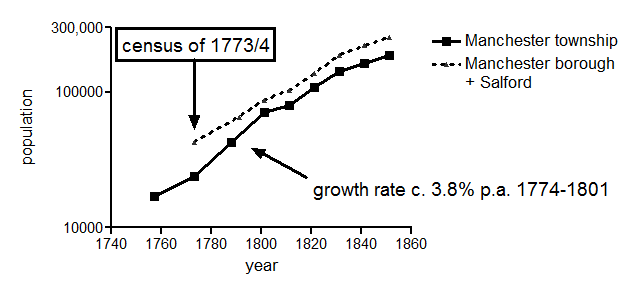 300,000
100000
10000
population
census of 1773/4
Manchester township
Manchester borough
+ Salford
growth rate c. 3.8% p.a. 1774-1801
1740 1760 1780 1800 1820 1840 1860
year